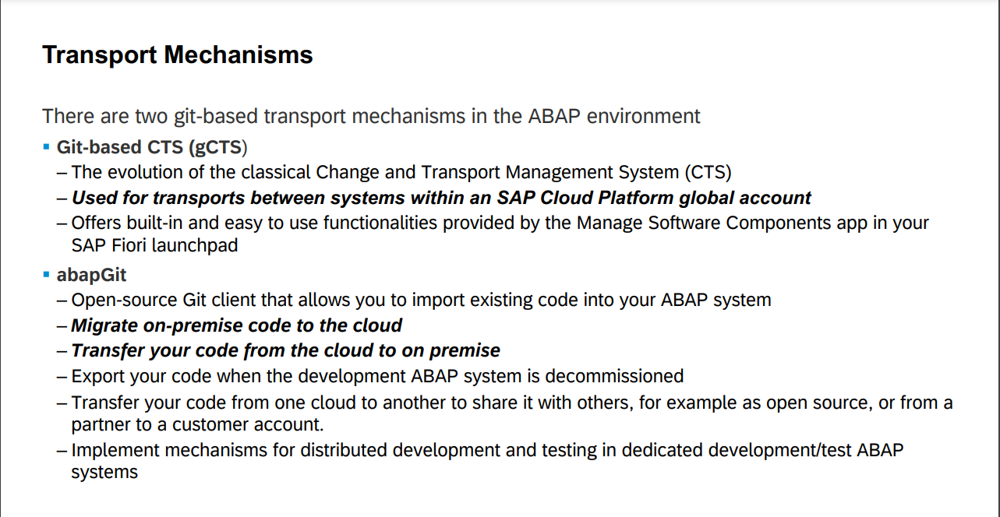 Transport Mechanisms
There are two git-based transport mechanisms in the ABAP environment
▪ Git-based CTS (gCTS)
– The evolution of the classical Change and Transport Management System (CTS)
– Used for transports between systems within an SAP Cloud Platform global account
– Offers built-in and easy to use functionalities provided by the Manage Software Components app in your
SAP Fiori launchpad
▪ abapGit
– Open-source Git client that allows you to import existing code into your ABAP system
– Migrate on-premise code to the cloud
– Transfer your code from the cloud to on premise
– Export your code when the development ABAP system is decommissioned
– Transfer your code from one cloud to another to share it with others, for example as open source, or from a
partner to a customer account.
– Implement mechanisms for distributed development and testing in dedicated development/test ABAP
systems